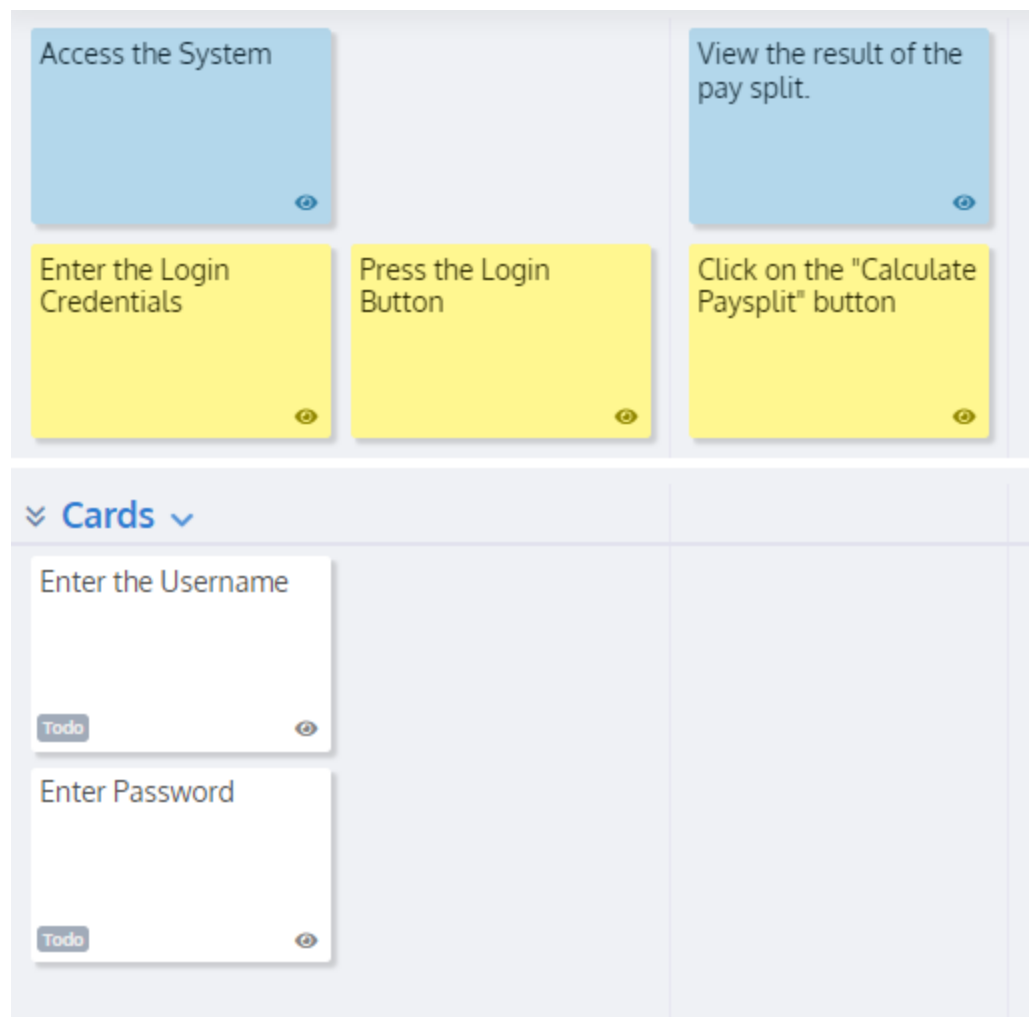 Access the System
View the result of the
pay split.
Enter the Login
Credentials
Press the Login
Button
Click on the "Calculate
Paysplit" button
Cards
Enter the Username
Todo
Enter Password
Todo